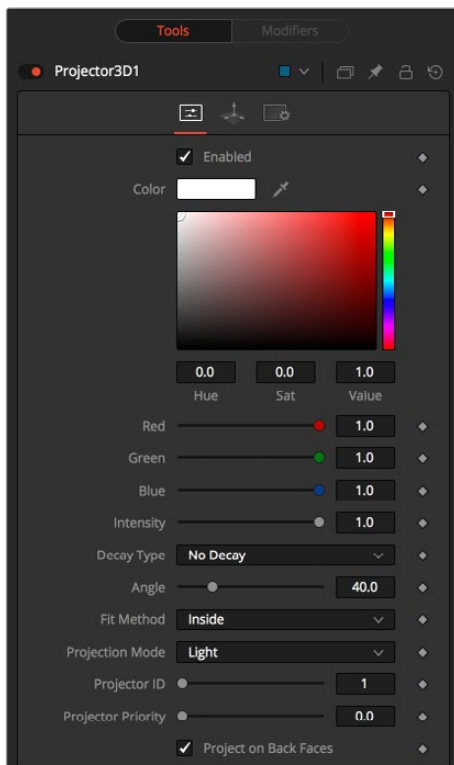 Tools Modifiers
Projector3D1
Enabled
Color
0.0 0.0 1.0
Hue Sat Value
Red 1.0
Green 1.0
Blue 1.0
Intensity 1.0
Decay Type No Decay
Angle 40.0
Fit Method Inside
Projection Mode Light
Projector ID 1
Projector Priority 0.0
Project on Back Faces